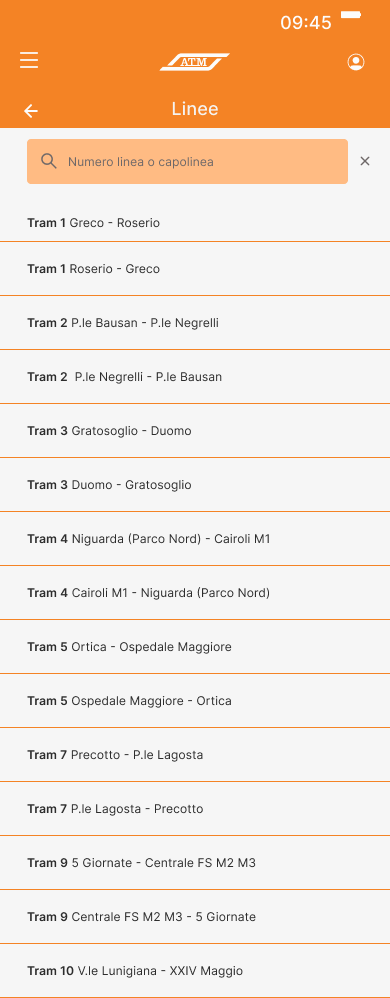 09:45
ATM
Linee
Numero linea o capolinea
Tram 1 Greco - Roserio
Tram 1 Roserio - Greco
Tram 2 P.le Bausan - P.le Negrelli
Tram 2 P.le Negrelli - P.le Bausan
Tram 3 Gratosoglio - Duomo
Tram 3 Duomo - Gratosoglio
Tram 4 Niguarda (Parco Nord) - Cairoli M1
Tram 4 Cairoli M1 - Niguarda (Parco Nord)
Tram 5 Ortica - Ospedale Maggiore
Tram 5 Ospedale Maggiore - Ortica
Tram 7 Precotto - P.le Lagosta
Tram 7 P.le Lagosta - Precotto
Tram 9 5 Giornate - Centrale FS M2 M3
Tram 9 Centrale FS M2 M3 - 5 Giornate
Tram 10 V.le Lunigiana - XXIV Maggio